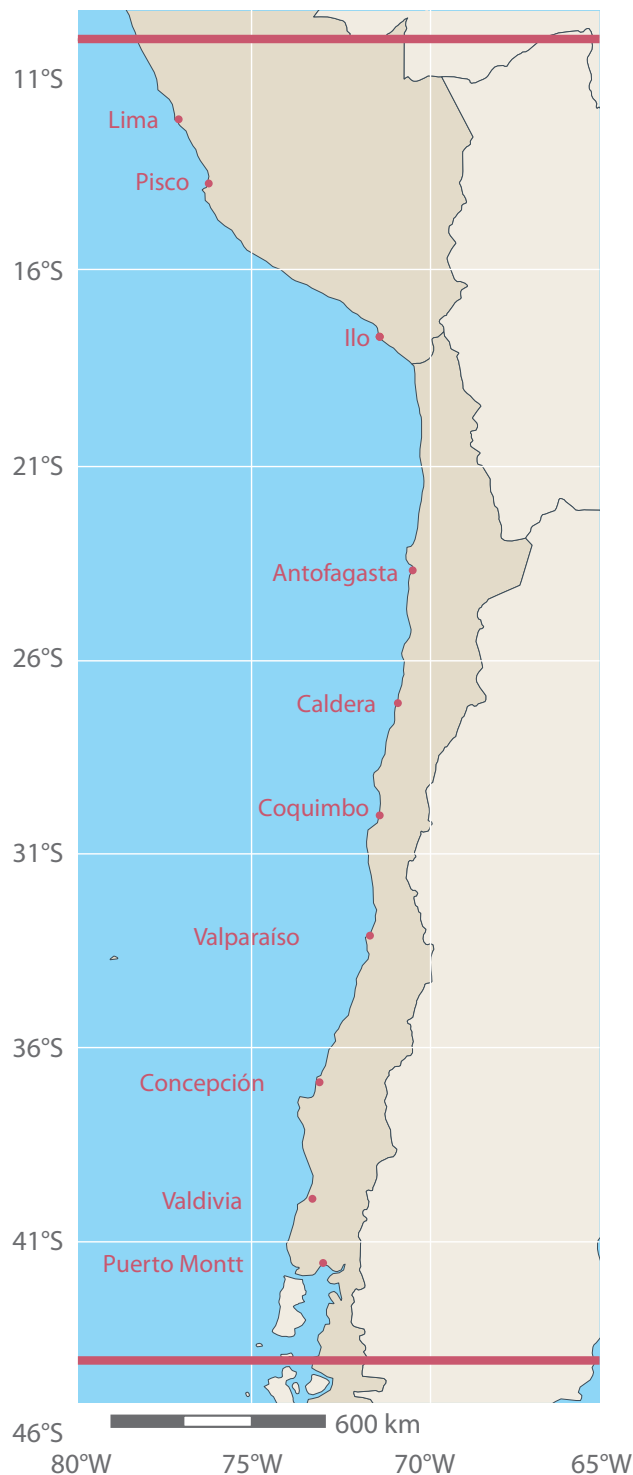 11°S
Lima
Pisco
16°S
Ilo
21°S
Antofagasta
26°S
Caldera
Coquimbo
31°S
Valparaíso
36°S
Concepción
Valdivia
41°S
Puerto Montt
600 km
46°S
80°W 75°W 70°W 65°W